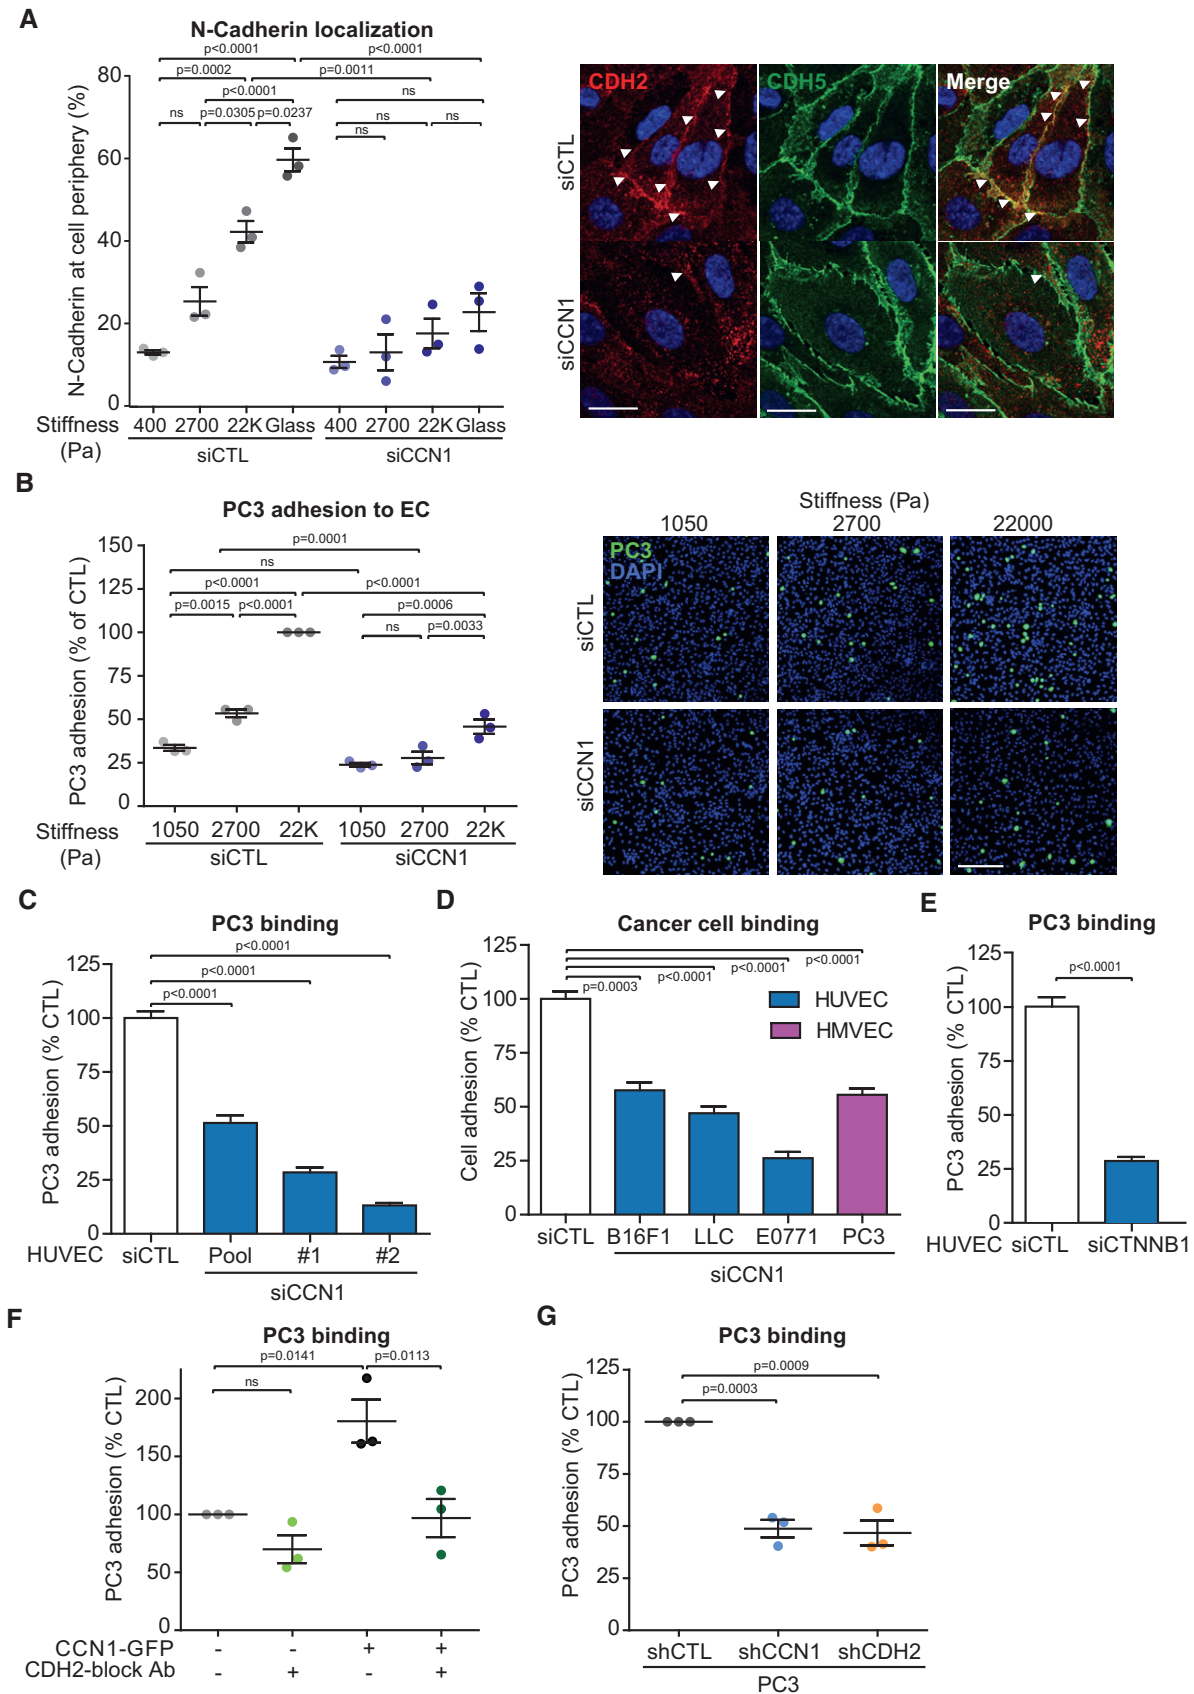 A
N-Cadherin localization
p<0.0001 p<0.0001
p=0.0002 p=0.0011
p<0.0001 ns
ns p=0.0305 p=0.0237 ns ns
ns
N-Cadherin at cell periphery (%)
80
60
40
20
0
Stiffness (Pa)
400 2700 22K Glass 400 2700 22K Glass
siCTL siCCN1
CDH2 CDH5 Merge
siCTL
siCCN1
B
PC3 adhesion to EC
p=0.0001
ns
p<0.0001 p<0.0001
p=0.0015 p<0.0001 p=0.0006
ns p=0.0033
PC3 adhesion (% of CTL)
150
125
100
75
50
25
0
Stiffness (Pa)
1050 2700 22K 1050 2700 22K
siCTL siCCN1
Stiffness (Pa)
1050 2700 22000
PC3
DAPI
siCTL
siCCN1
C
PC3 binding
p<0.0001
p<0.0001
p<0.0001
PC3 adhesion (% CTL)
125
100
75
50
25
0
HUVEC siCTL Pool #1 #2
siCCN1
D
Cancer cell binding
p=0.0003 p<0.0001 p<0.0001 p<0.0001
Cell adhesion (% CTL)
125
100
75
50
25
0
HUVEC
HMVEC
siCTL B16F1 LLC E0771 PC3
siCCN1
E
PC3 binding
p<0.0001
PC3 adhesion (% CTL)
125
100
75
50
25
0
HUVEC siCTL siCTNNB1
F
PC3 binding
p=0.0141 p=0.0113
ns
PC3 adhesion (% CTL)
200
150
100
50
0
CCN1-GFP - - + +
CDH2-block Ab - + - +
G
PC3 binding
p=0.0009
p=0.0003
PC3 adhesion (% CTL)
125
100
75
50
25
0
shCTL shCCN1 shCDH2
PC3